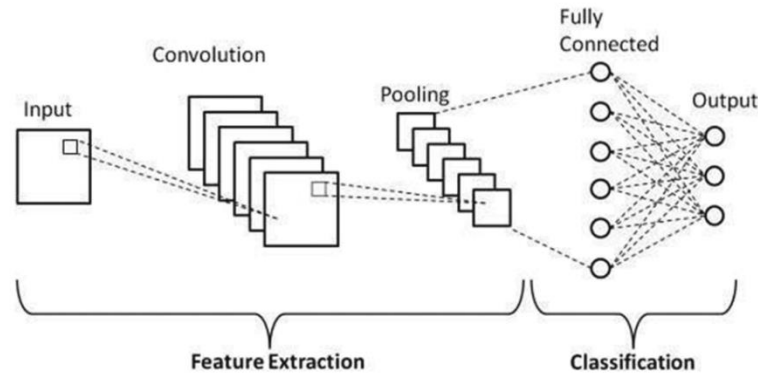 Fully
Connected
Convolution
Pooling
Input
Output
Feature Extraction
Classification